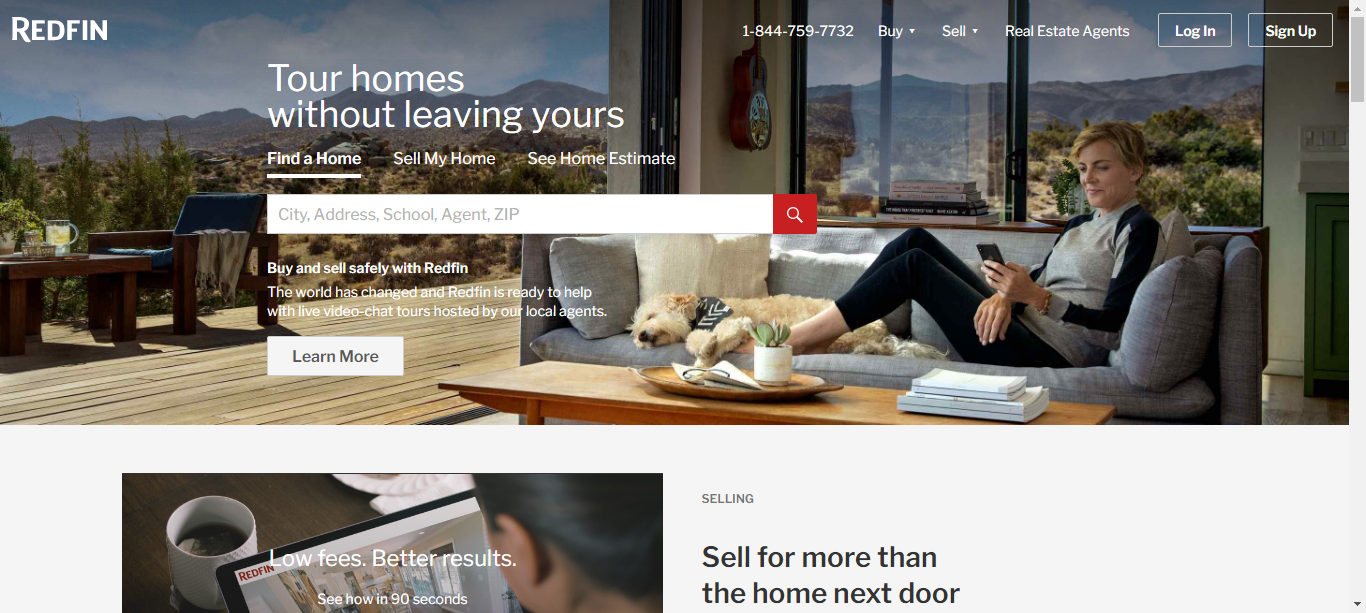 REDFIN
1-844-759-7732 Buy Sell Real Estate Agents Log In Sign Up
Tour homes
without leaving yours
Find a Home Sell My Home See Home Estimate
City, Address, School, Agent, ZIP
Buy and sell safely with Redfin
The world has changed and Redfin is ready to help
with live video-chat tours hosted by our local agents.
Learn More
SELLING
Low fees. Better results.
REDFIN
See how in 90 seconds
Sell for more than
the home next door